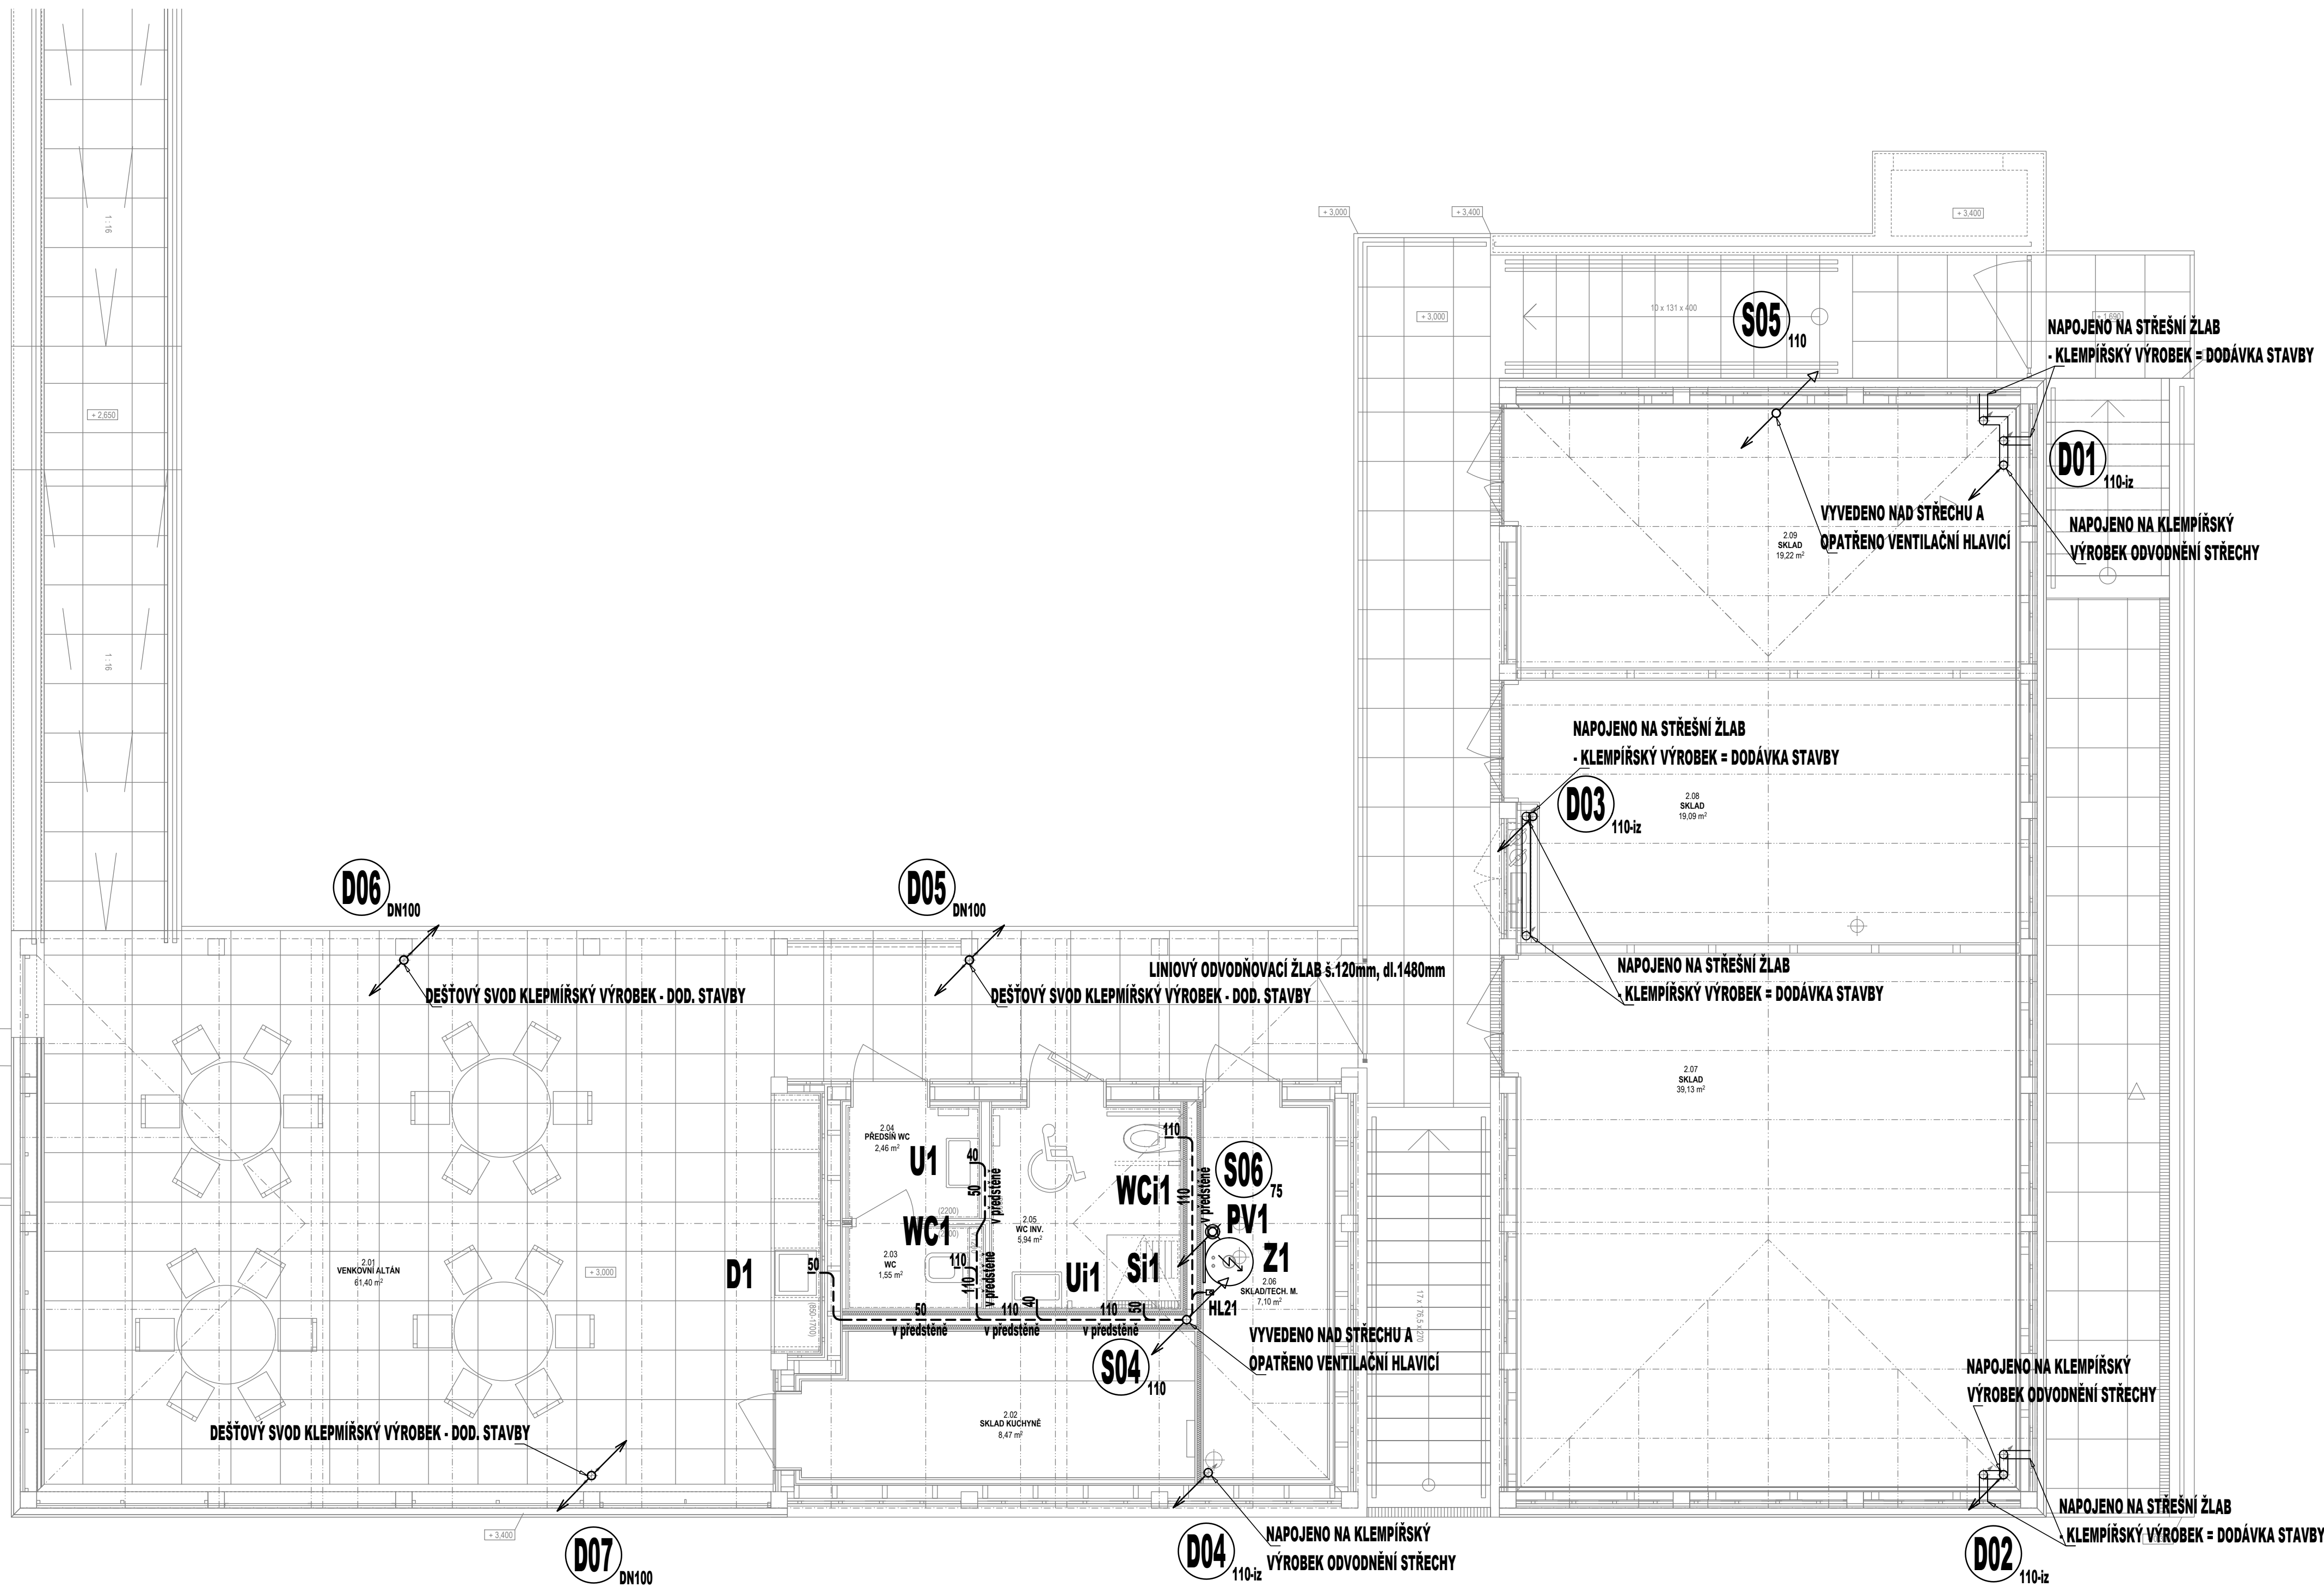 + 3,000
+ 3,400
+ 3,400
1 : 16
+ 3,000
10 x 131 x 400
S05
110
+ 1,690
NAPOJENO NA STŘEŠNÍ ŽLAB
- KLEMPÍŘSKÝ VÝROBEK = DODÁVKA STAVBY
+ 2,650
D01
110-iz
VYVEDENO NAD STŘECHU A
OPATŘENO VENTILAČNÍ HLAVICÍ
NAPOJENO NA KLEMPÍŘSKÝ
VÝROBEK ODVODNĚNÍ STŘECHY
2.09
SKLAD
19,22 m²
1 : 16
NAPOJENO NA STŘEŠNÍ ŽLAB
- KLEMPÍŘSKÝ VÝROBEK = DODÁVKA STAVBY
D03
110-iz
2.08
SKLAD
19,09 m²
D06
DN100
D05
DN100
LINIOVÝ ODVODŇOVACÍ ŽLAB š.120mm, dl.1480mm
DEŠŤOVÝ SVOD KLEPMÍŘSKÝ VÝROBEK - DOD. STAVBY
DEŠŤOVÝ SVOD KLEPMÍŘSKÝ VÝROBEK - DOD. STAVBY
NAPOJENO NA STŘEŠNÍ ŽLAB
- KLEMPÍŘSKÝ VÝROBEK = DODÁVKA STAVBY
2.07
SKLAD
39,13 m²
2.04
PŘEDSÍŇ WC
2,46 m²
U1
40
50
v předstěně
110
WCi1
110
v předstěně
S06
75
PV1
Z1
(2200)
WC1
(2200)
2.05
WC INV.
5,94 m²
2.03
WC
1,55 m²
110
110
v předstěně
Ui1
Si1
2.06
SKLAD/TECH. M.
7,10 m²
HL21
2.01
VENKOVNÍ ALTÁN
61,40 m²
+ 3,000
D1
50
(850-1700)
50
v předstěně
110
v předstěně
40
110
v předstěně
50
17 x 176,5 x 270
VYVEDENO NAD STŘECHU A
OPATŘENO VENTILAČNÍ HLAVICÍ
S04
110
2.02
SKLAD KUCHYNĚ
8,47 m²
NAPOJENO NA KLEMPÍŘSKÝ
VÝROBEK ODVODNĚNÍ STŘECHY
DEŠŤOVÝ SVOD KLEPMÍŘSKÝ VÝROBEK - DOD. STAVBY
+ 3,400
D07
DN100
D04
110-iz
NAPOJENO NA KLEMPÍŘSKÝ
VÝROBEK ODVODNĚNÍ STŘECHY
NAPOJENO NA STŘEŠNÍ ŽLAB
- KLEMPÍŘSKÝ VÝROBEK = DODÁVKA STAVBY
D02
110-iz